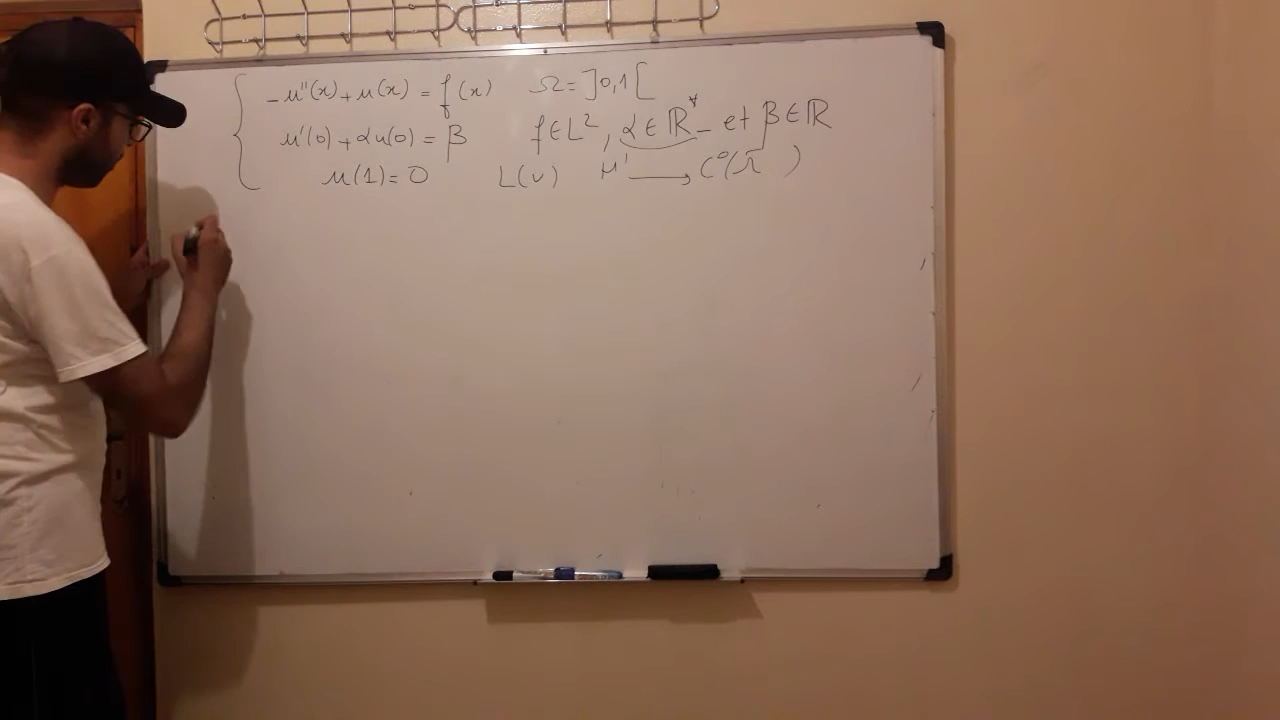 -u''(x)+u(x) = f(x) Ω = ]0,1[
u'(0)+αu(0) = β f∈L², α∈ℝ*₋ et β∈ℝ
u(1)=0 L(v) H¹ ⟶ C⁰(Ω̄)